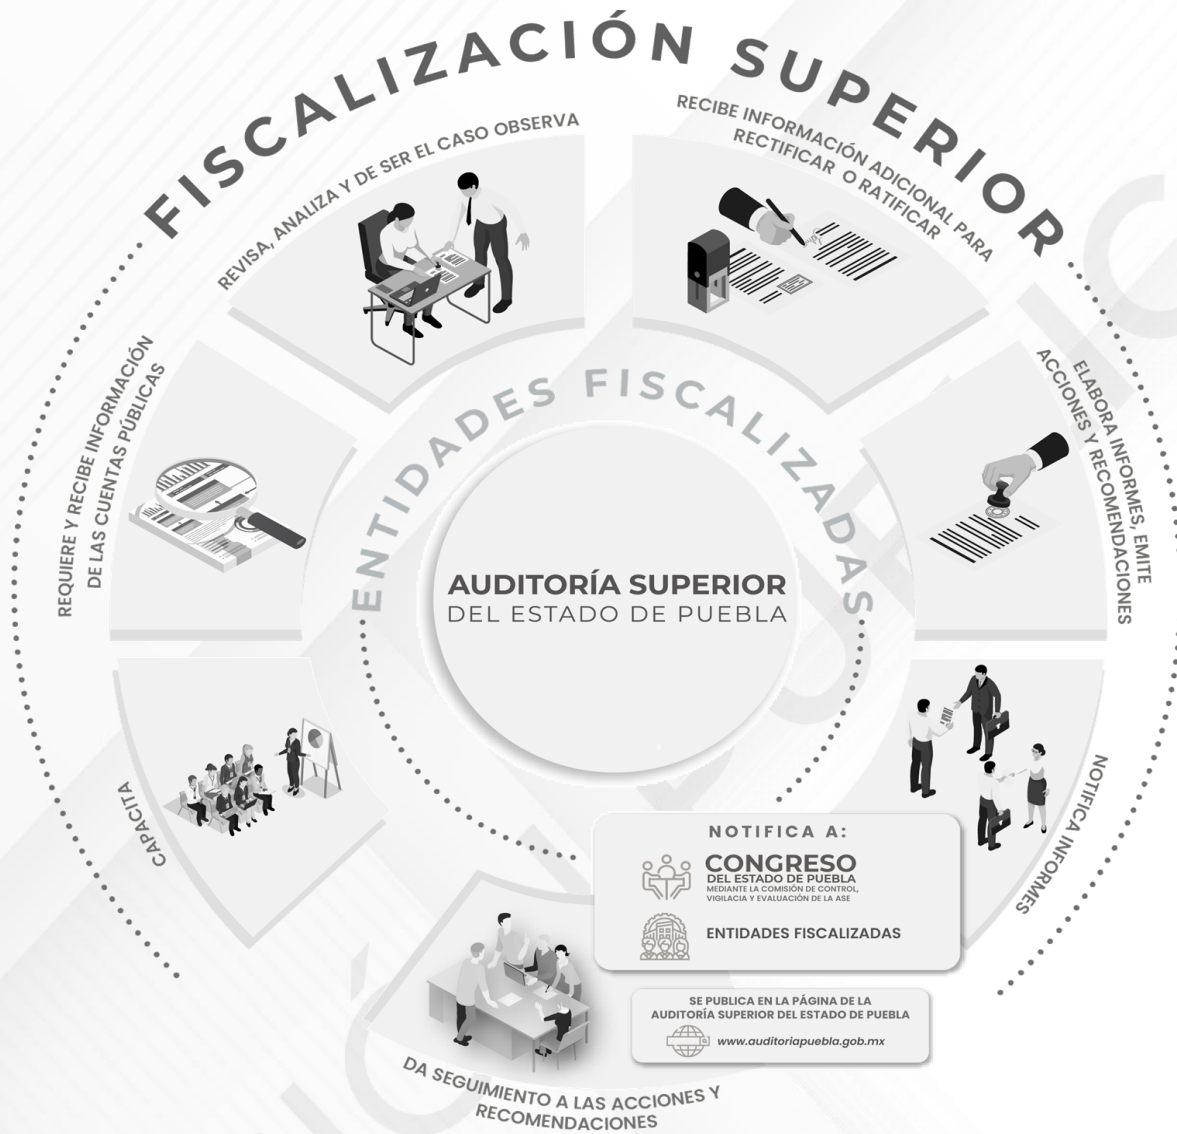 FISCALIZACIÓN SUPERIOR
CAPACITA
REQUIERE Y RECIBE INFORMACIÓN
DE LAS CUENTAS PÚBLICAS
REVISA, ANALIZA Y DE SER EL CASO OBSERVA
RECIBE INFORMACIÓN ADICIONAL PARA
RECTIFICAR O RATIFICAR
ELABORA INFORMES, EMITE
ACCIONES Y RECOMENDACIONES
NOTIFICA INFORMES
ENTIDADES FISCALIZADAS
AUDITORÍA SUPERIOR
DEL ESTADO DE PUEBLA
NOTIFICA A:
CONGRESO
DEL ESTADO DE PUEBLA
MEDIANTE LA COMISIÓN DE CONTROL,
VIGILACIA Y EVALUACIÓN DE LA ASE
ENTIDADES FISCALIZADAS
SE PUBLICA EN LA PÁGINA DE LA
AUDITORÍA SUPERIOR DEL ESTADO DE PUEBLA
www.auditoriapuebla.gob.mx
DA SEGUIMIENTO A LAS ACCIONES Y
RECOMENDACIONES